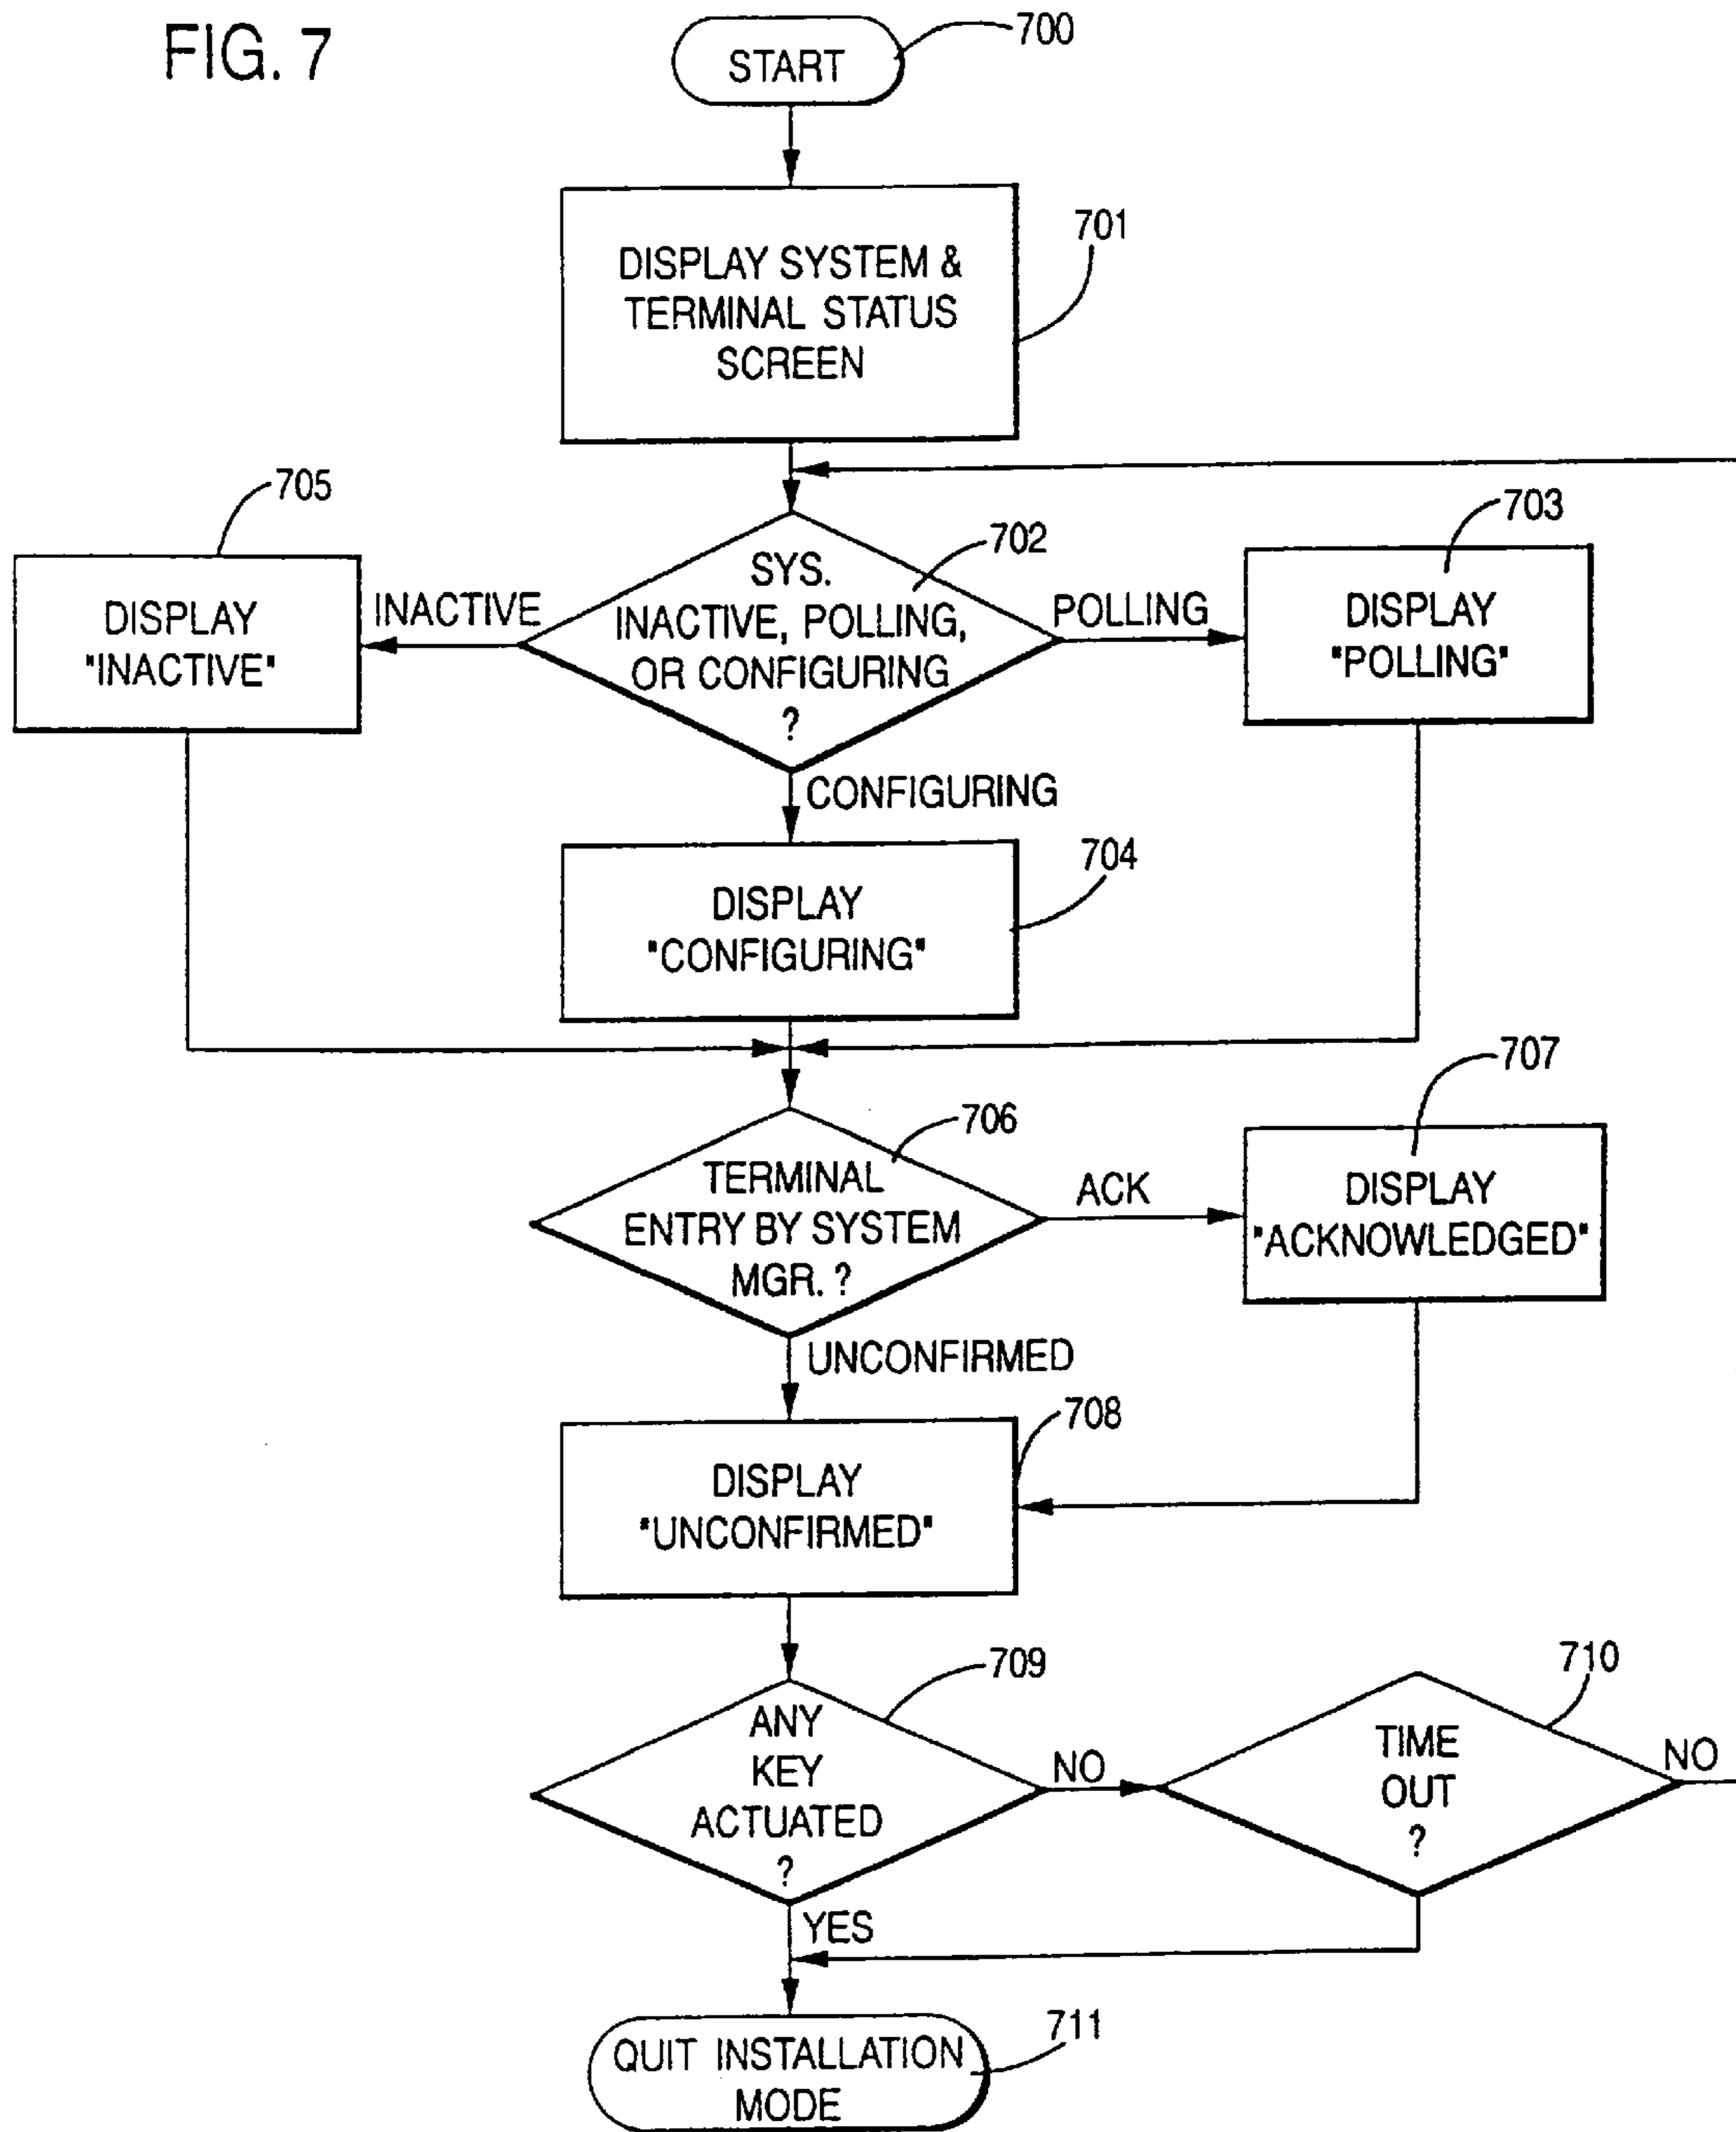 FIG. 7
START
700
DISPLAY SYSTEM &
TERMINAL STATUS
SCREEN
701
SYS.
INACTIVE, POLLING,
OR CONFIGURING
?
702
INACTIVE
DISPLAY
"INACTIVE"
705
POLLING
DISPLAY
"POLLING"
703
CONFIGURING
DISPLAY
"CONFIGURING"
704
TERMINAL
ENTRY BY SYSTEM
MGR. ?
706
ACK
DISPLAY
"ACKNOWLEDGED"
707
UNCONFIRMED
DISPLAY
"UNCONFIRMED"
708
ANY
KEY
ACTUATED
?
709
NO
TIME
OUT
?
710
NO
YES
QUIT INSTALLATION
MODE
711